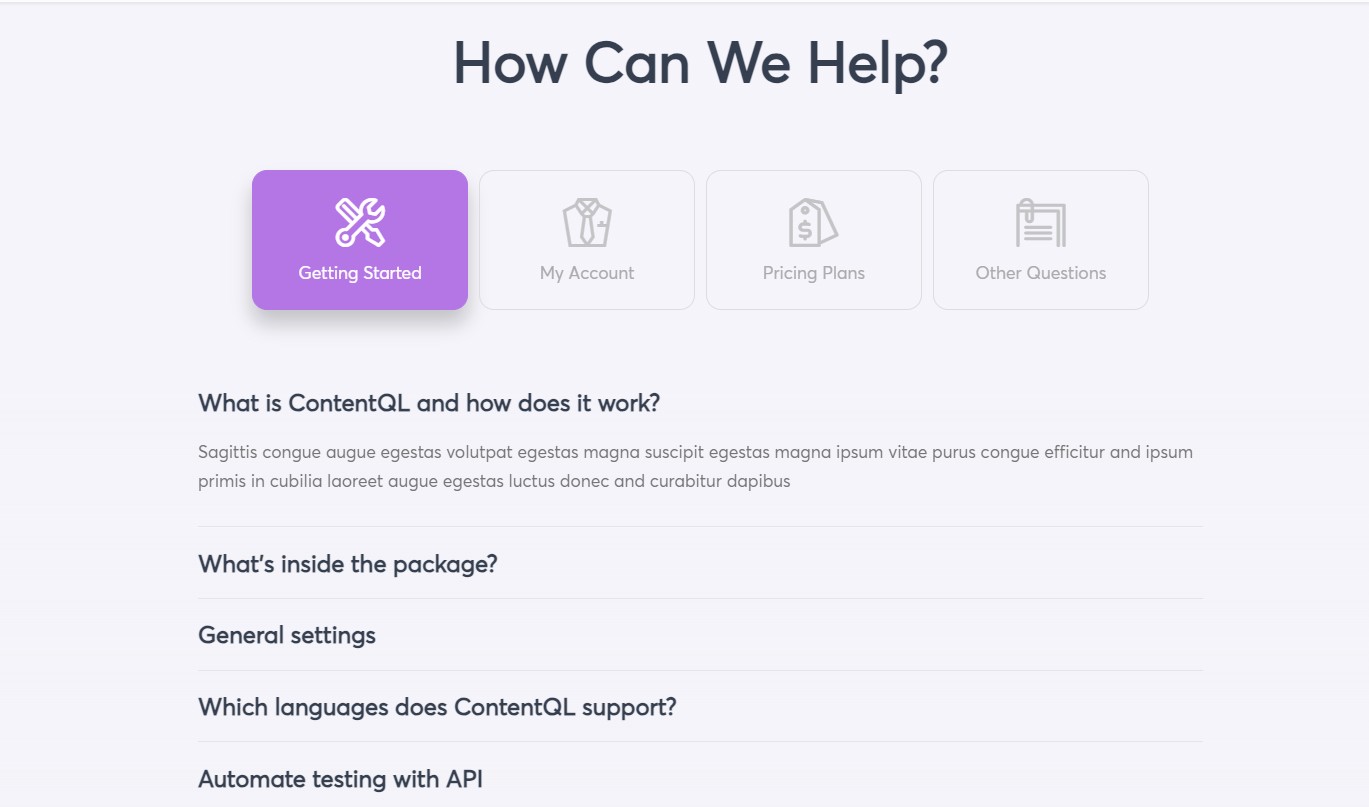 How Can We Help?
Getting Started
My Account
$
Pricing Plans
Other Questions
What is ContentQL and how does it work?
Sagittis congue augue egestas volutpat egestas magna suscipit egestas magna ipsum vitae purus congue efficitur and ipsum
primis in cubilia laoreet augue egestas luctus donec and curabitur dapibus
What's inside the package?
General settings
Which languages does ContentQL support?
Automate testing with API